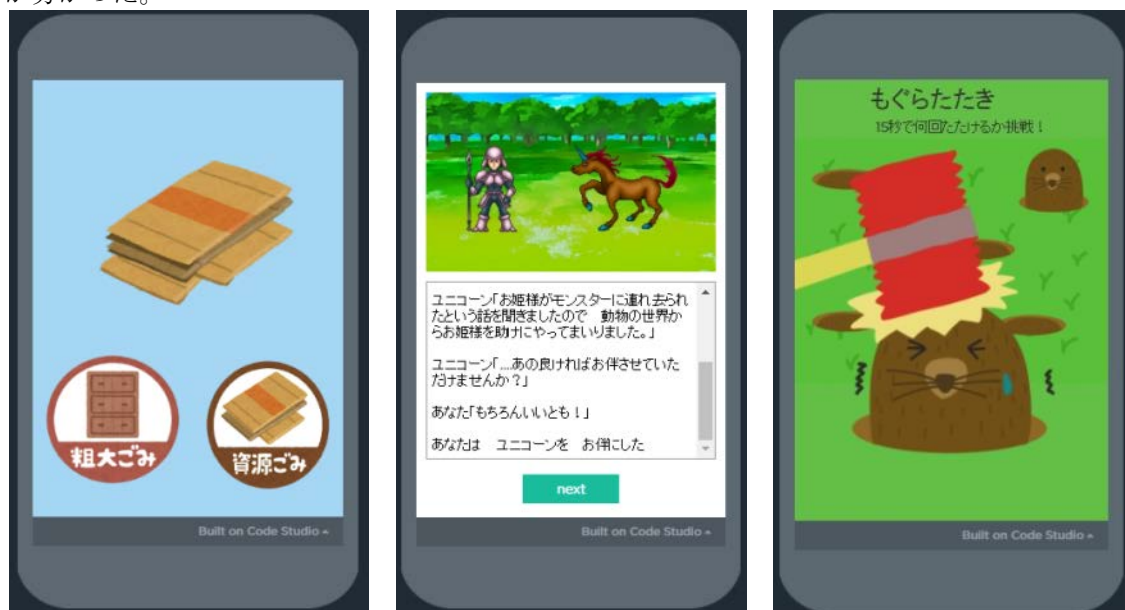 粗大ごみ
資源ごみ
Built on Code Studio
ユニコーン「お姫様がモンスターに連れ去られ
たという話を聞きましたので　動物の世界か
らお姫様を助けにやってまいりました。」
ユニコーン「....あの良ければお伴させていた
だけませんか？」
あなた「もちろんいいとも！」
あなたは　ユニコーンを　お伴にした
next
Built on Code Studio
もぐらたたき
15秒で何回たたけるか挑戦！
Built on Code Studio